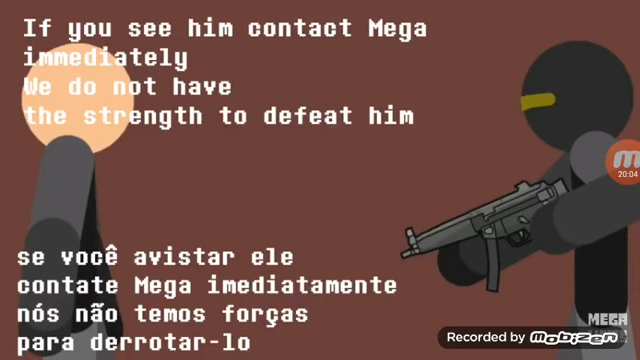 If you see him contact Mega
immediately
We do not have
the strength to defeat him
se você avistar ele
contate Mega imediatamente
nós não temos forças
para derrotar-lo
20:04
MEGA
Recorded by mobizen